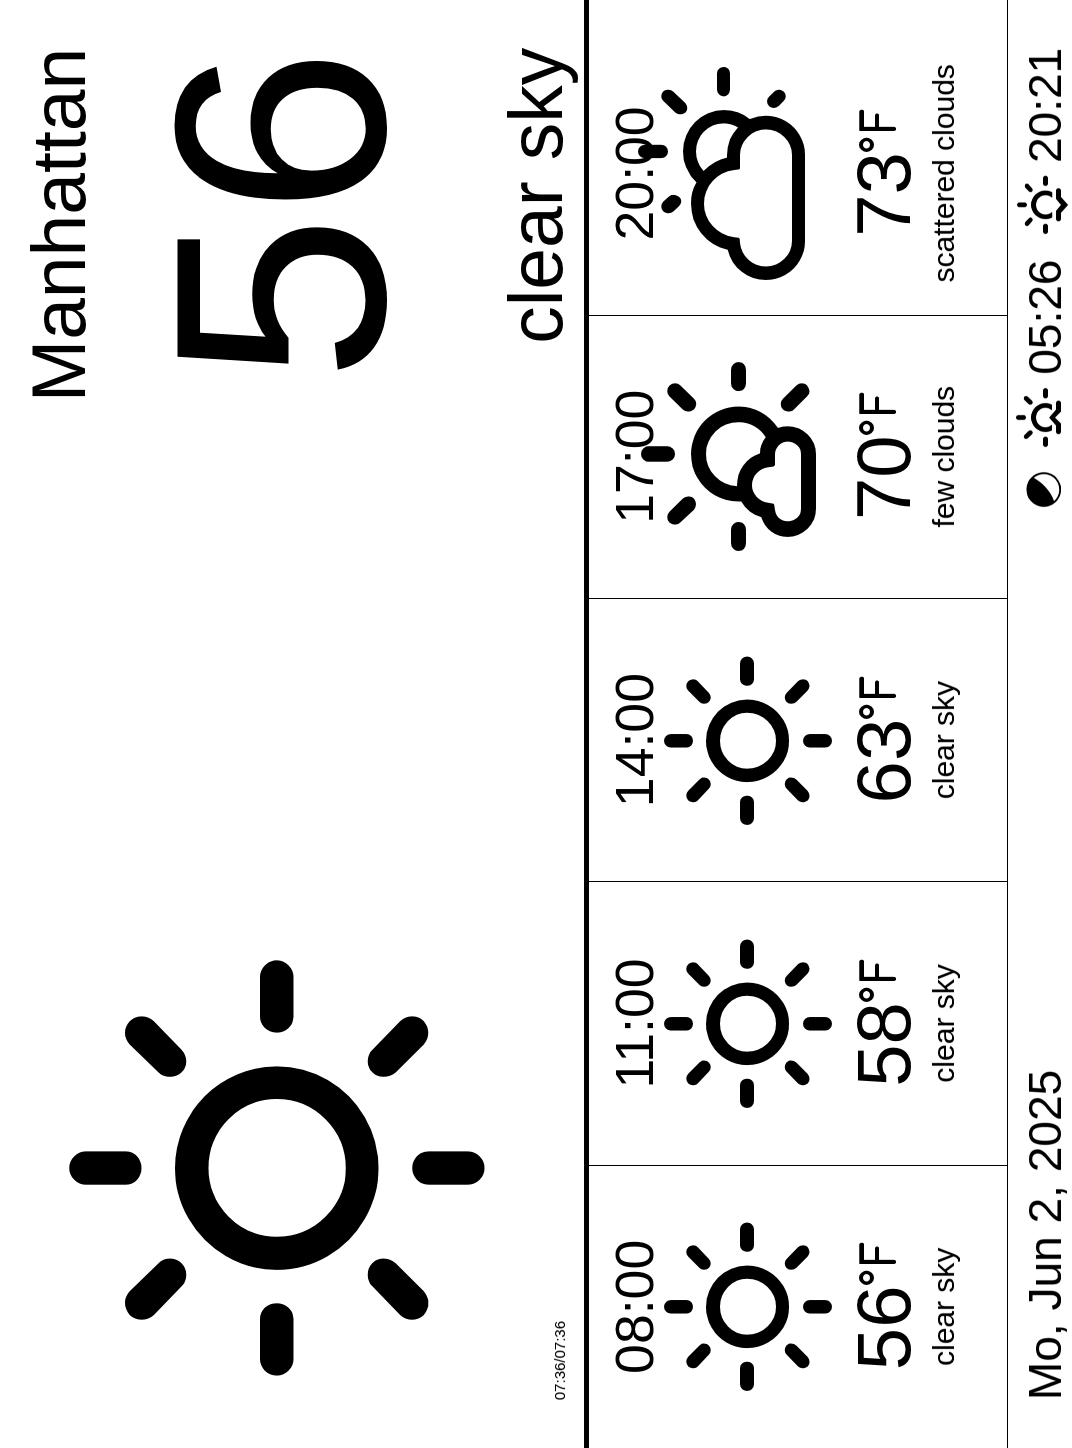 Manhattan
56
clear sky
07:36/07:36
08:00
56°F
clear sky
11:00
58°F
clear sky
14:00
63°F
clear sky
17:00
70°F
few clouds
20:00
73°F
scattered clouds
Mo, Jun 2, 2025
05:26
20:21